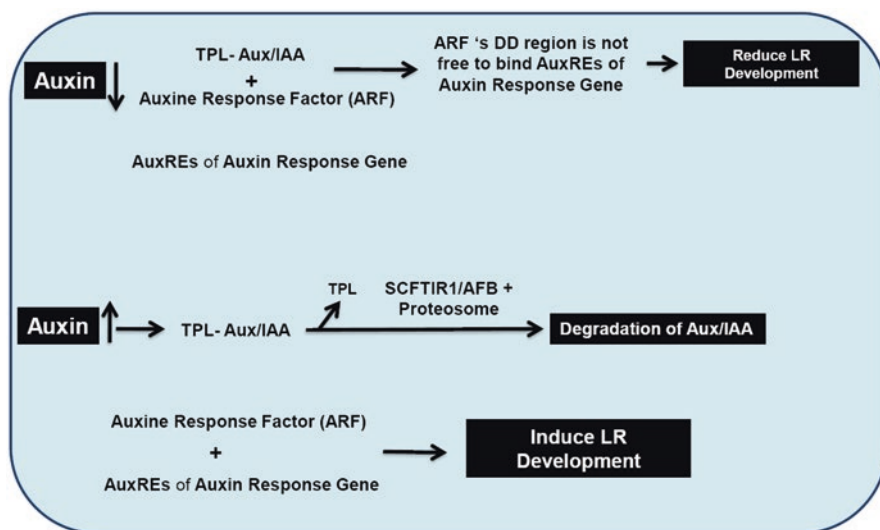 Auxin
TPL- Aux/IAA
+
Auxine Response Factor (ARF)
ARF 's DD region is not
free to bind AuxREs of
Auxin Response Gene
Reduce LR
Development
AuxREs of Auxin Response Gene
Auxin
TPL- Aux/IAA
TPL
SCFTIR1/AFB +
Proteosome
Degradation of Aux/IAA
Auxine Response Factor (ARF)
+
AuxREs of Auxin Response Gene
Induce LR
Development